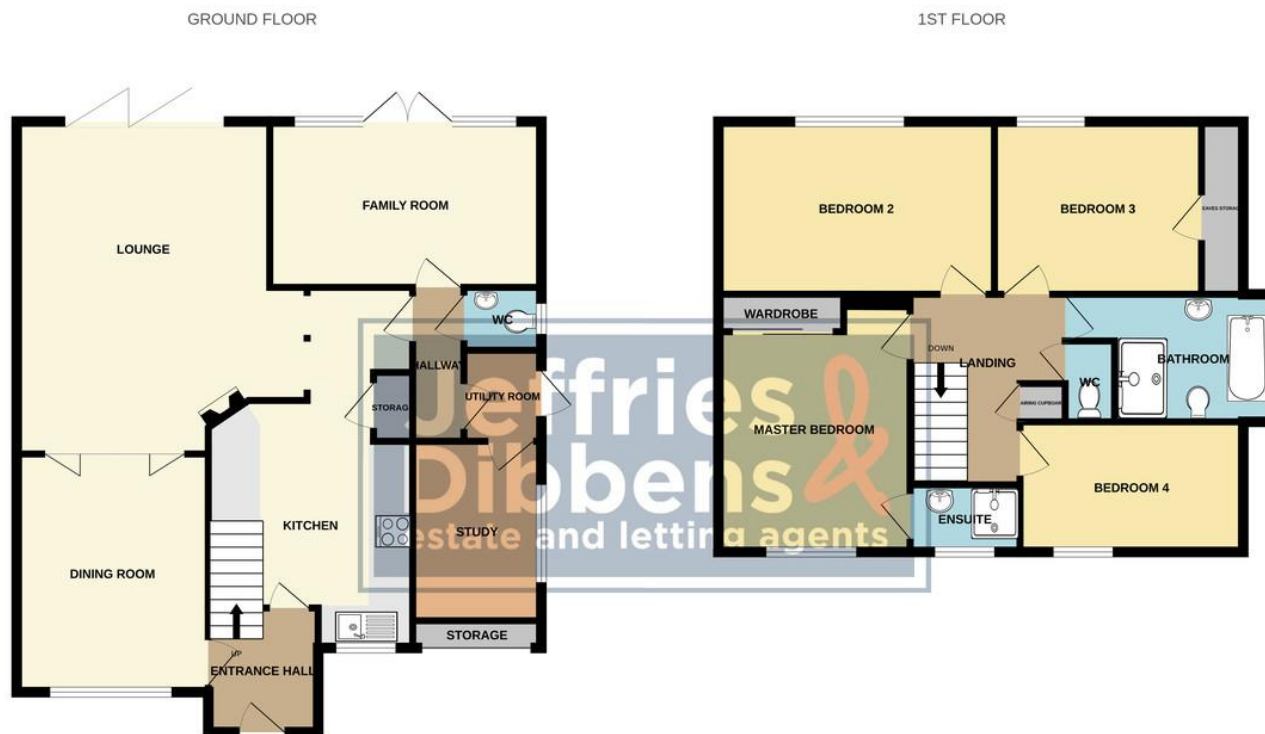 GROUND FLOOR
1ST FLOOR
LOUNGE
FAMILY ROOM
WC
HALLWAY
STORAG
UTILITY ROOM
KITCHEN
STUDY
DINING ROOM
UP
ENTRANCE HALL
STORAGE
BEDROOM 2
BEDROOM 3
EAVES STORAG
WARDROBE
DOWN
LANDING
WC
BATHROOM
AIRING CUPBOARD
MASTER BEDROOM
BEDROOM 4
ENSUITE
Jeffries
&
Dibbens
estate and letting agents